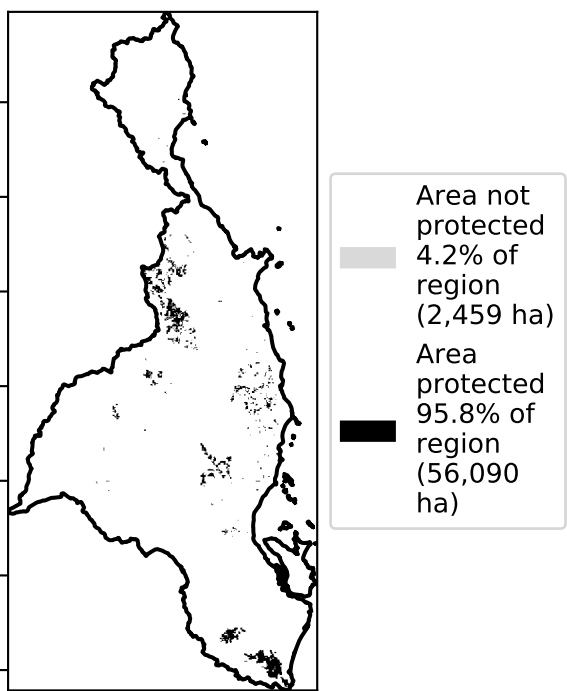 Area not
protected
4.2% of
region
(2,459 ha)
Area
protected
95.8% of
region
(56,090
ha)